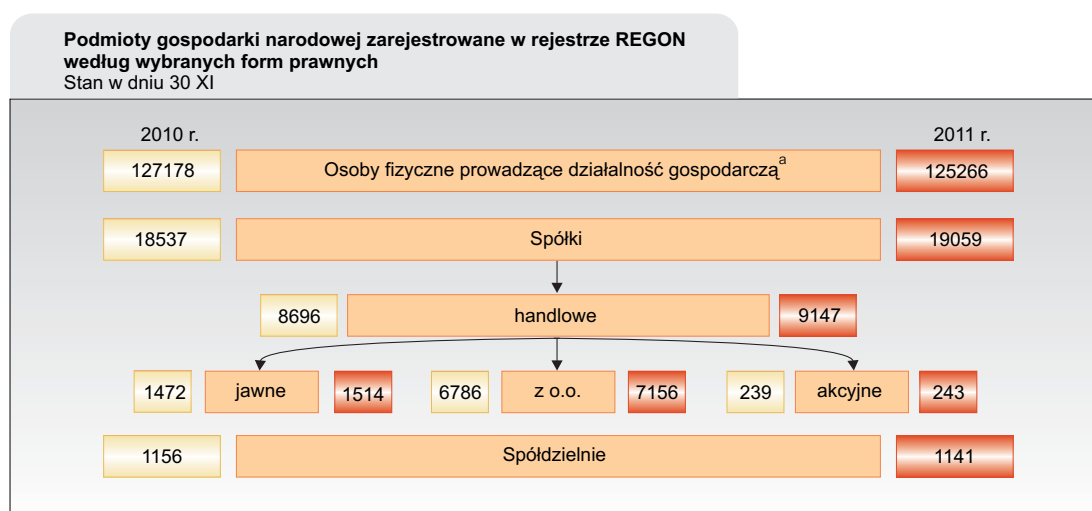 Podmioty gospodarki narodowej zarejestrowane w rejestrze REGON
według wybranych form prawnych
Stan w dniu 30 XI
2010 r. 2011 r.
127178 Osoby fizyczne prowadzące działalność gospodarczą^a 125266
18537 Spółki 19059
8696 handlowe 9147
1472 jawne 1514 6786 z o.o. 7156 239 akcyjne 243
1156 Spółdzielnie 1141